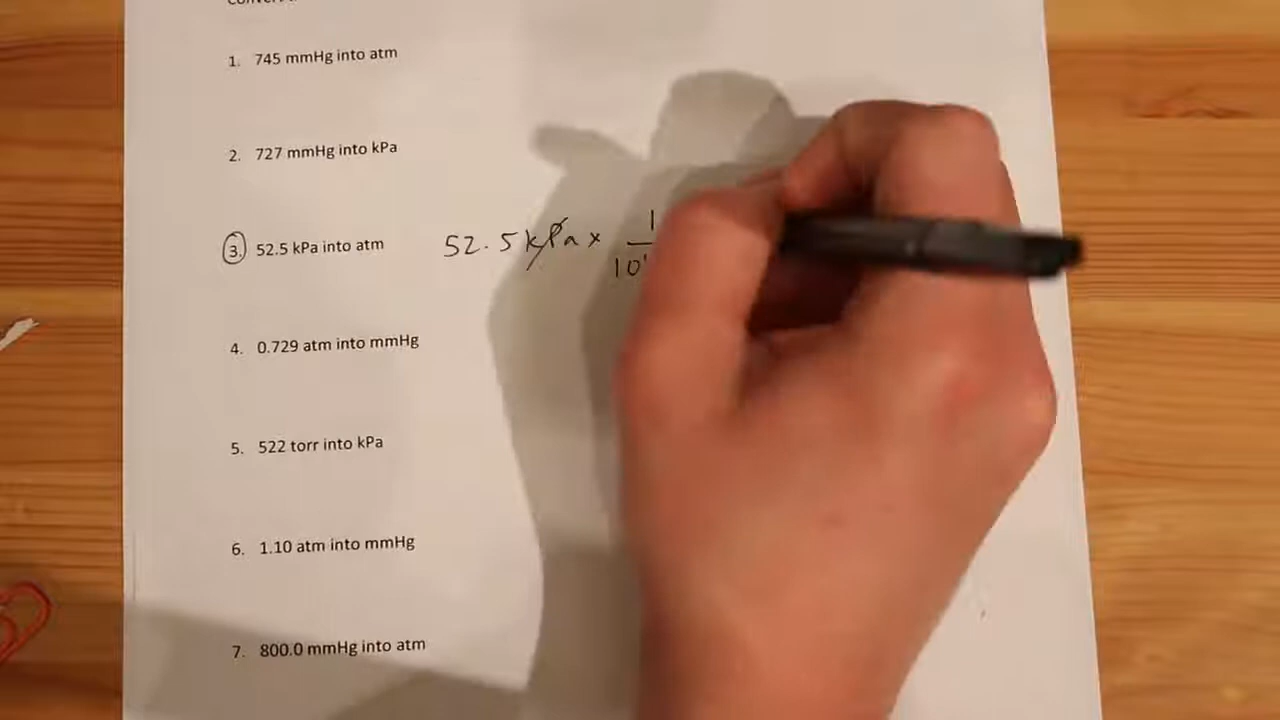 1. 745 mmHg into atm
2. 727 mmHg into kPa
3. 52.5 kPa into atm 52.5 kPa x 1
10
4. 0.729 atm into mmHg
5. 522 torr into kPa
6. 1.10 atm into mmHg
7. 800.0 mmHg into atm